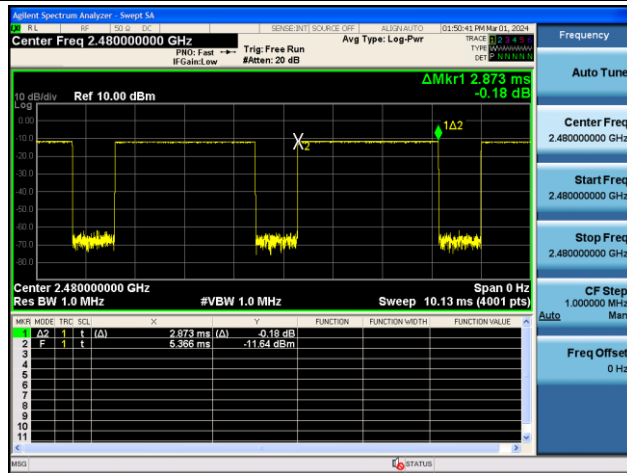 Agilent Spectrum Analyzer - Swept SA
RL RF 50 Ω DC SENSE:INT SOURCE OFF ALIGNAUTO 01:50:41 PM Mar 01, 2024
Center Freq 2.480000000 GHz Avg Type: Log-Pwr TRACE 1 2 3 4 5 6
PNO: Fast Trig: Free Run TYPE
IFGain:Low #Atten: 20 dB DET P N N N N N
ΔMkr1 2.873 ms
-0.18 dB
10 dB/div Ref 10.00 dBm
Log
0.00
-10.0
-20.0
-30.0
-40.0
-50.0
-60.0
-70.0
-80.0
X2
1Δ2
Center 2.480000000 GHz Span 0 Hz
Res BW 1.0 MHz #VBW 1.0 MHz Sweep 10.13 ms (4001 pts)
MKR MODE TRC SCL X Y FUNCTION FUNCTION WIDTH FUNCTION VALUE
1 Δ2 1 t (Δ) 2.873 ms (Δ) -0.18 dB
2 F 1 t 5.366 ms -11.64 dBm
3
4
5
6
7
8
9
10
11
MSG STATUS
Frequency
Auto Tune
Center Freq
2.480000000 GHz
Start Freq
2.480000000 GHz
Stop Freq
2.480000000 GHz
CF Step
1.000000 MHz
Auto Man
Freq Offset
0 Hz